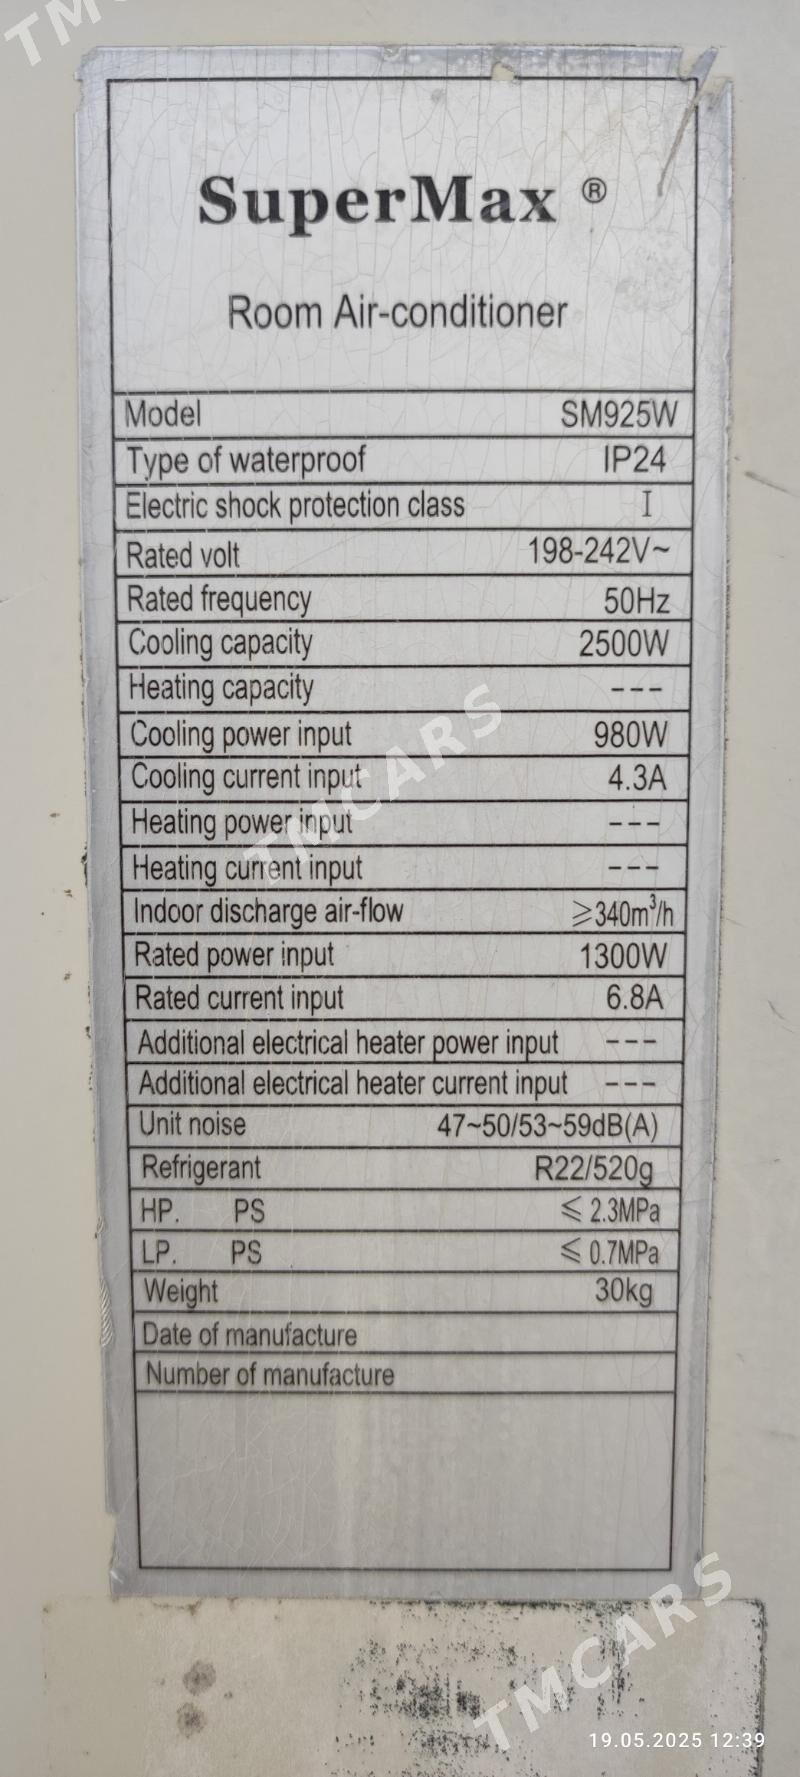 TMCARS
SuperMax ®
Room Air-conditioner
Model SM925W
Type of waterproof IP24
Electric shock protection class I
Rated volt 198-242V~
Rated frequency 50Hz
Cooling capacity 2500W
Heating capacity ---
Cooling power input 980W
Cooling current input 4.3A
Heating power input ---
Heating current input ---
Indoor discharge air-flow ≥340m³/h
Rated power input 1300W
Rated current input 6.8A
Additional electrical heater power input ---
Additional electrical heater current input ---
Unit noise 47~50/53~59dB(A)
Refrigerant R22/520g
HP. PS ≤ 2.3MPa
LP. PS ≤ 0.7MPa
Weight 30kg
Date of manufacture
Number of manufacture
TMCARS
19.05.2025 12:39